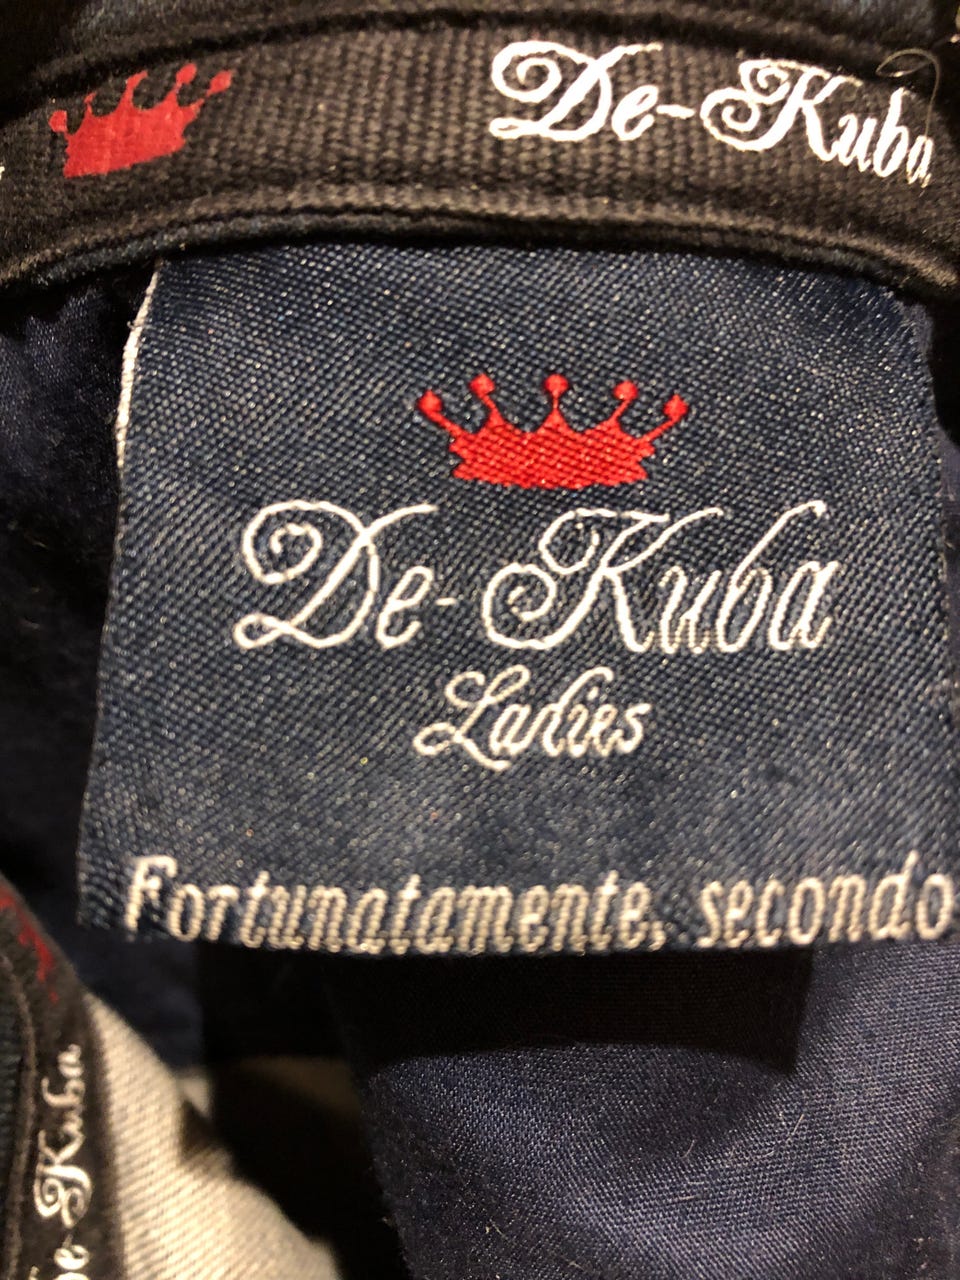 De-Kuba
De-Kuba
Ladies
Fortunatamente, secondo
De-Kuba